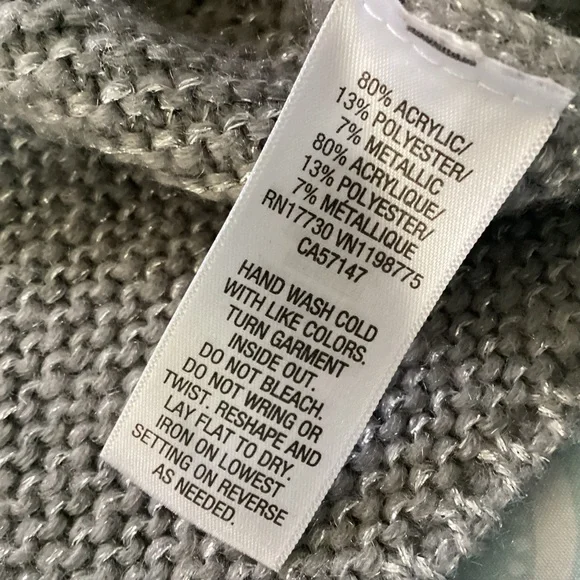 80% ACRYLIC/
13% POLYESTER/
7% METALLIC
80% ACRYLIQUE/
13% POLYESTER/
7% MÉTALLIQUE
RN17730 VN1198775
CA57147
HAND WASH COLD
WITH LIKE COLORS.
TURN GARMENT
INSIDE OUT.
DO NOT BLEACH.
DO NOT WRING OR
TWIST. RESHAPE AND
LAY FLAT TO DRY.
IRON ON LOWEST
SETTING ON REVERSE
AS NEEDED.